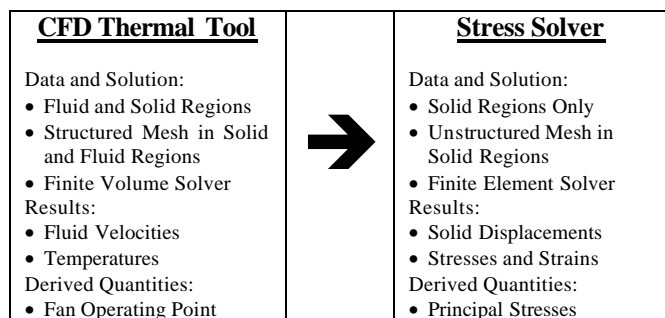 CFD Thermal Tool
Data and Solution:
• Fluid and Solid Regions
• Structured Mesh in Solid
and Fluid Regions
• Finite Volume Solver
Results:
• Fluid Velocities
• Temperatures
Derived Quantities:
• Fan Operating Point
Stress Solver
Data and Solution:
• Solid Regions Only
• Unstructured Mesh in
Solid Regions
• Finite Element Solver
Results:
• Solid Displacements
• Stresses and Strains
Derived Quantities:
• Principal Stresses